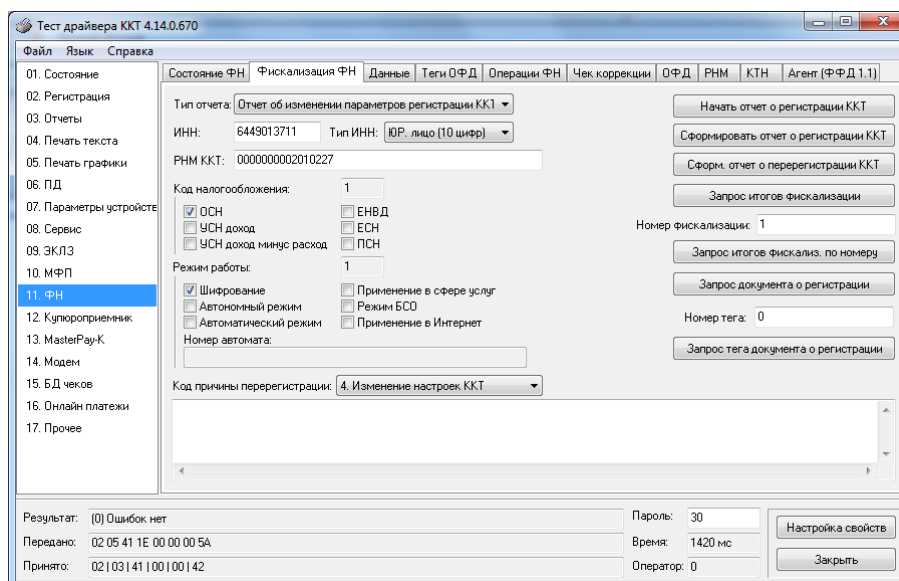 Тест драйвера ККТ 4.14.0.670
Файл Язык Справка
01. Состояние
02. Регистрация
03. Отчеты
04. Печать текста
05. Печать графики
06. ПД
07. Параметры устройств
08. Сервис
09. ЭКЛЗ
10. МФП
11. ФН
12. Купюроприемник
13. MasterPay-K
14. Модем
15. БД чеков
16. Онлайн платежи
17. Прочее
Состояние ФН Фискализация ФН Данные Теги ОФД Операции ФН Чек коррекции ОФД РНМ КТН Агент (ФФД 1.1)
Тип отчета: Отчет об изменении параметров регистрации ККТ
ИНН: 6449013711 Тип ИНН: ЮР. лицо (10 цифр)
РНМ ККТ: 0000000002010227
Код налогообложения: 1
ОСН ЕНВД
УСН доход ЕСН
УСН доход минус расход ПСН
Режим работы: 1
Шифрование Применение в сфере услуг
Автономный режим Режим БСО
Автоматический режим Применение в Интернет
Номер автомата:
Код причины перерегистрации: 4. Изменение настроек ККТ
Начать отчет о регистрации ККТ
Сформировать отчет о регистрации ККТ
Сформ. отчет о перерегистрации ККТ
Запрос итогов фискализации
Номер фискализации: 1
Запрос итогов фискализ. по номеру
Запрос документа о регистрации
Номер тега: 0
Запрос тега документа о регистрации
Результат: (0) Ошибок нет
Передано: 02 05 41 1E 00 00 00 5A
Принято: 02 | 03 | 41 | 00 | 00 | 42
Пароль: 30
Время: 1420 мс
Оператор: 0
Настройка свойств
Закрыть